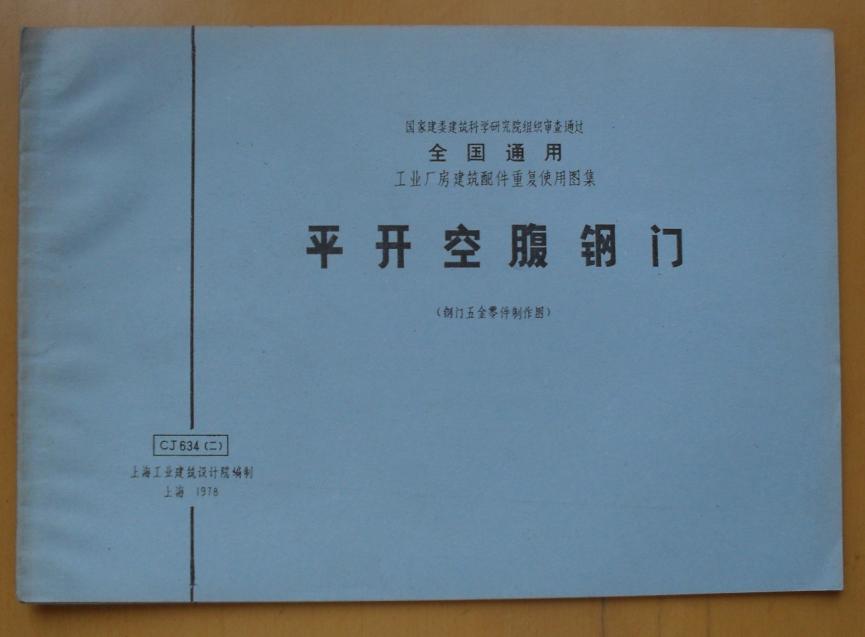 国家建委建筑科学研究院组织审查通过
全国通用
工业厂房建筑配件重复使用图集
平开空腹钢门
(钢门五金零件制作图)
CJ634(二)
上海工业建筑设计院编制
上海 1978